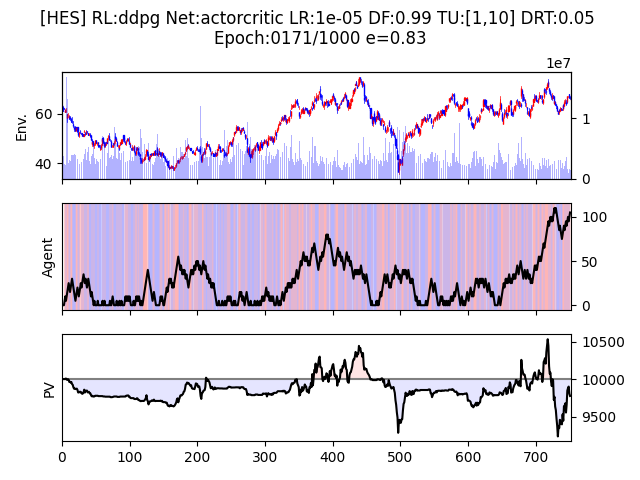 [HES] RL:ddpg Net:actorcritic LR:1e-05 DF:0.99 TU:[1,10] DRT:0.05
Epoch:0171/1000 e=0.83
1e7
Env.
60
40
1
0
Agent
100
50
0
PV
10500
10000
9500
0 100 200 300 400 500 600 700